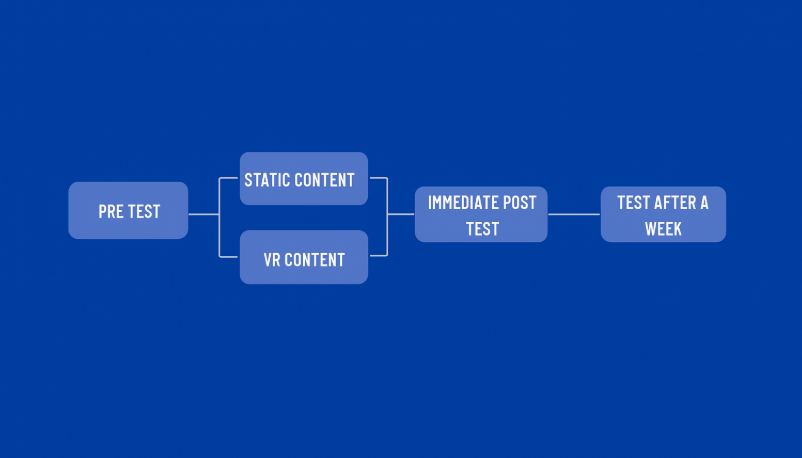 PRE TEST
STATIC CONTENT
VR CONTENT
IMMEDIATE POST
TEST
TEST AFTER A
WEEK